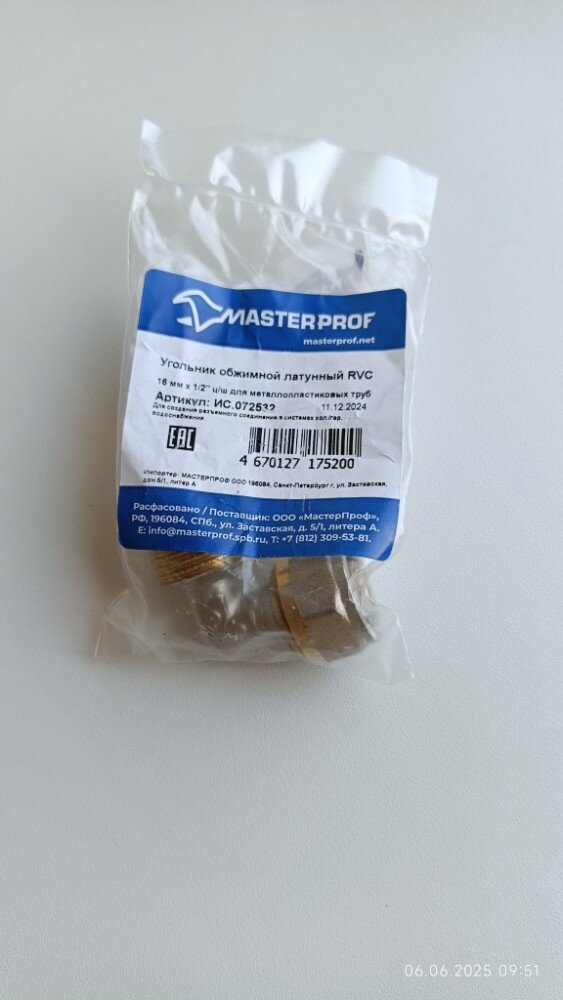 MASTERPROF
masterprof.net
Угольник обжимной латунный RVC
16 мм x 1/2" ц/ш для металлопластиковых труб
Артикул: ИС.072532
11.12.2024
Для создания разъемного соединения в системах хол./гор.
водоснабжения
EAC
4 670127 175200
Импортер: МАСТЕРПРОФ ООО 196084, Санкт-Петербург г, ул. Заставская,
дом 5/1, литер А
Расфасовано / Поставщик: ООО «МастерПроф»,
РФ, 196084, СПб., ул. Заставская, д. 5/1, литера А.
E: info@masterprof.spb.ru, T: +7 (812) 309-53-81.
06.06.2025 09:51